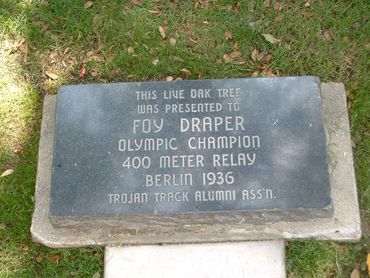 THIS LIVE OAK TREE
WAS PRESENTED TO
FOY DRAPER
OLYMPIC CHAMPION
400 METER RELAY
BERLIN 1936
TROJAN TRACK ALUMNI ASS'N.